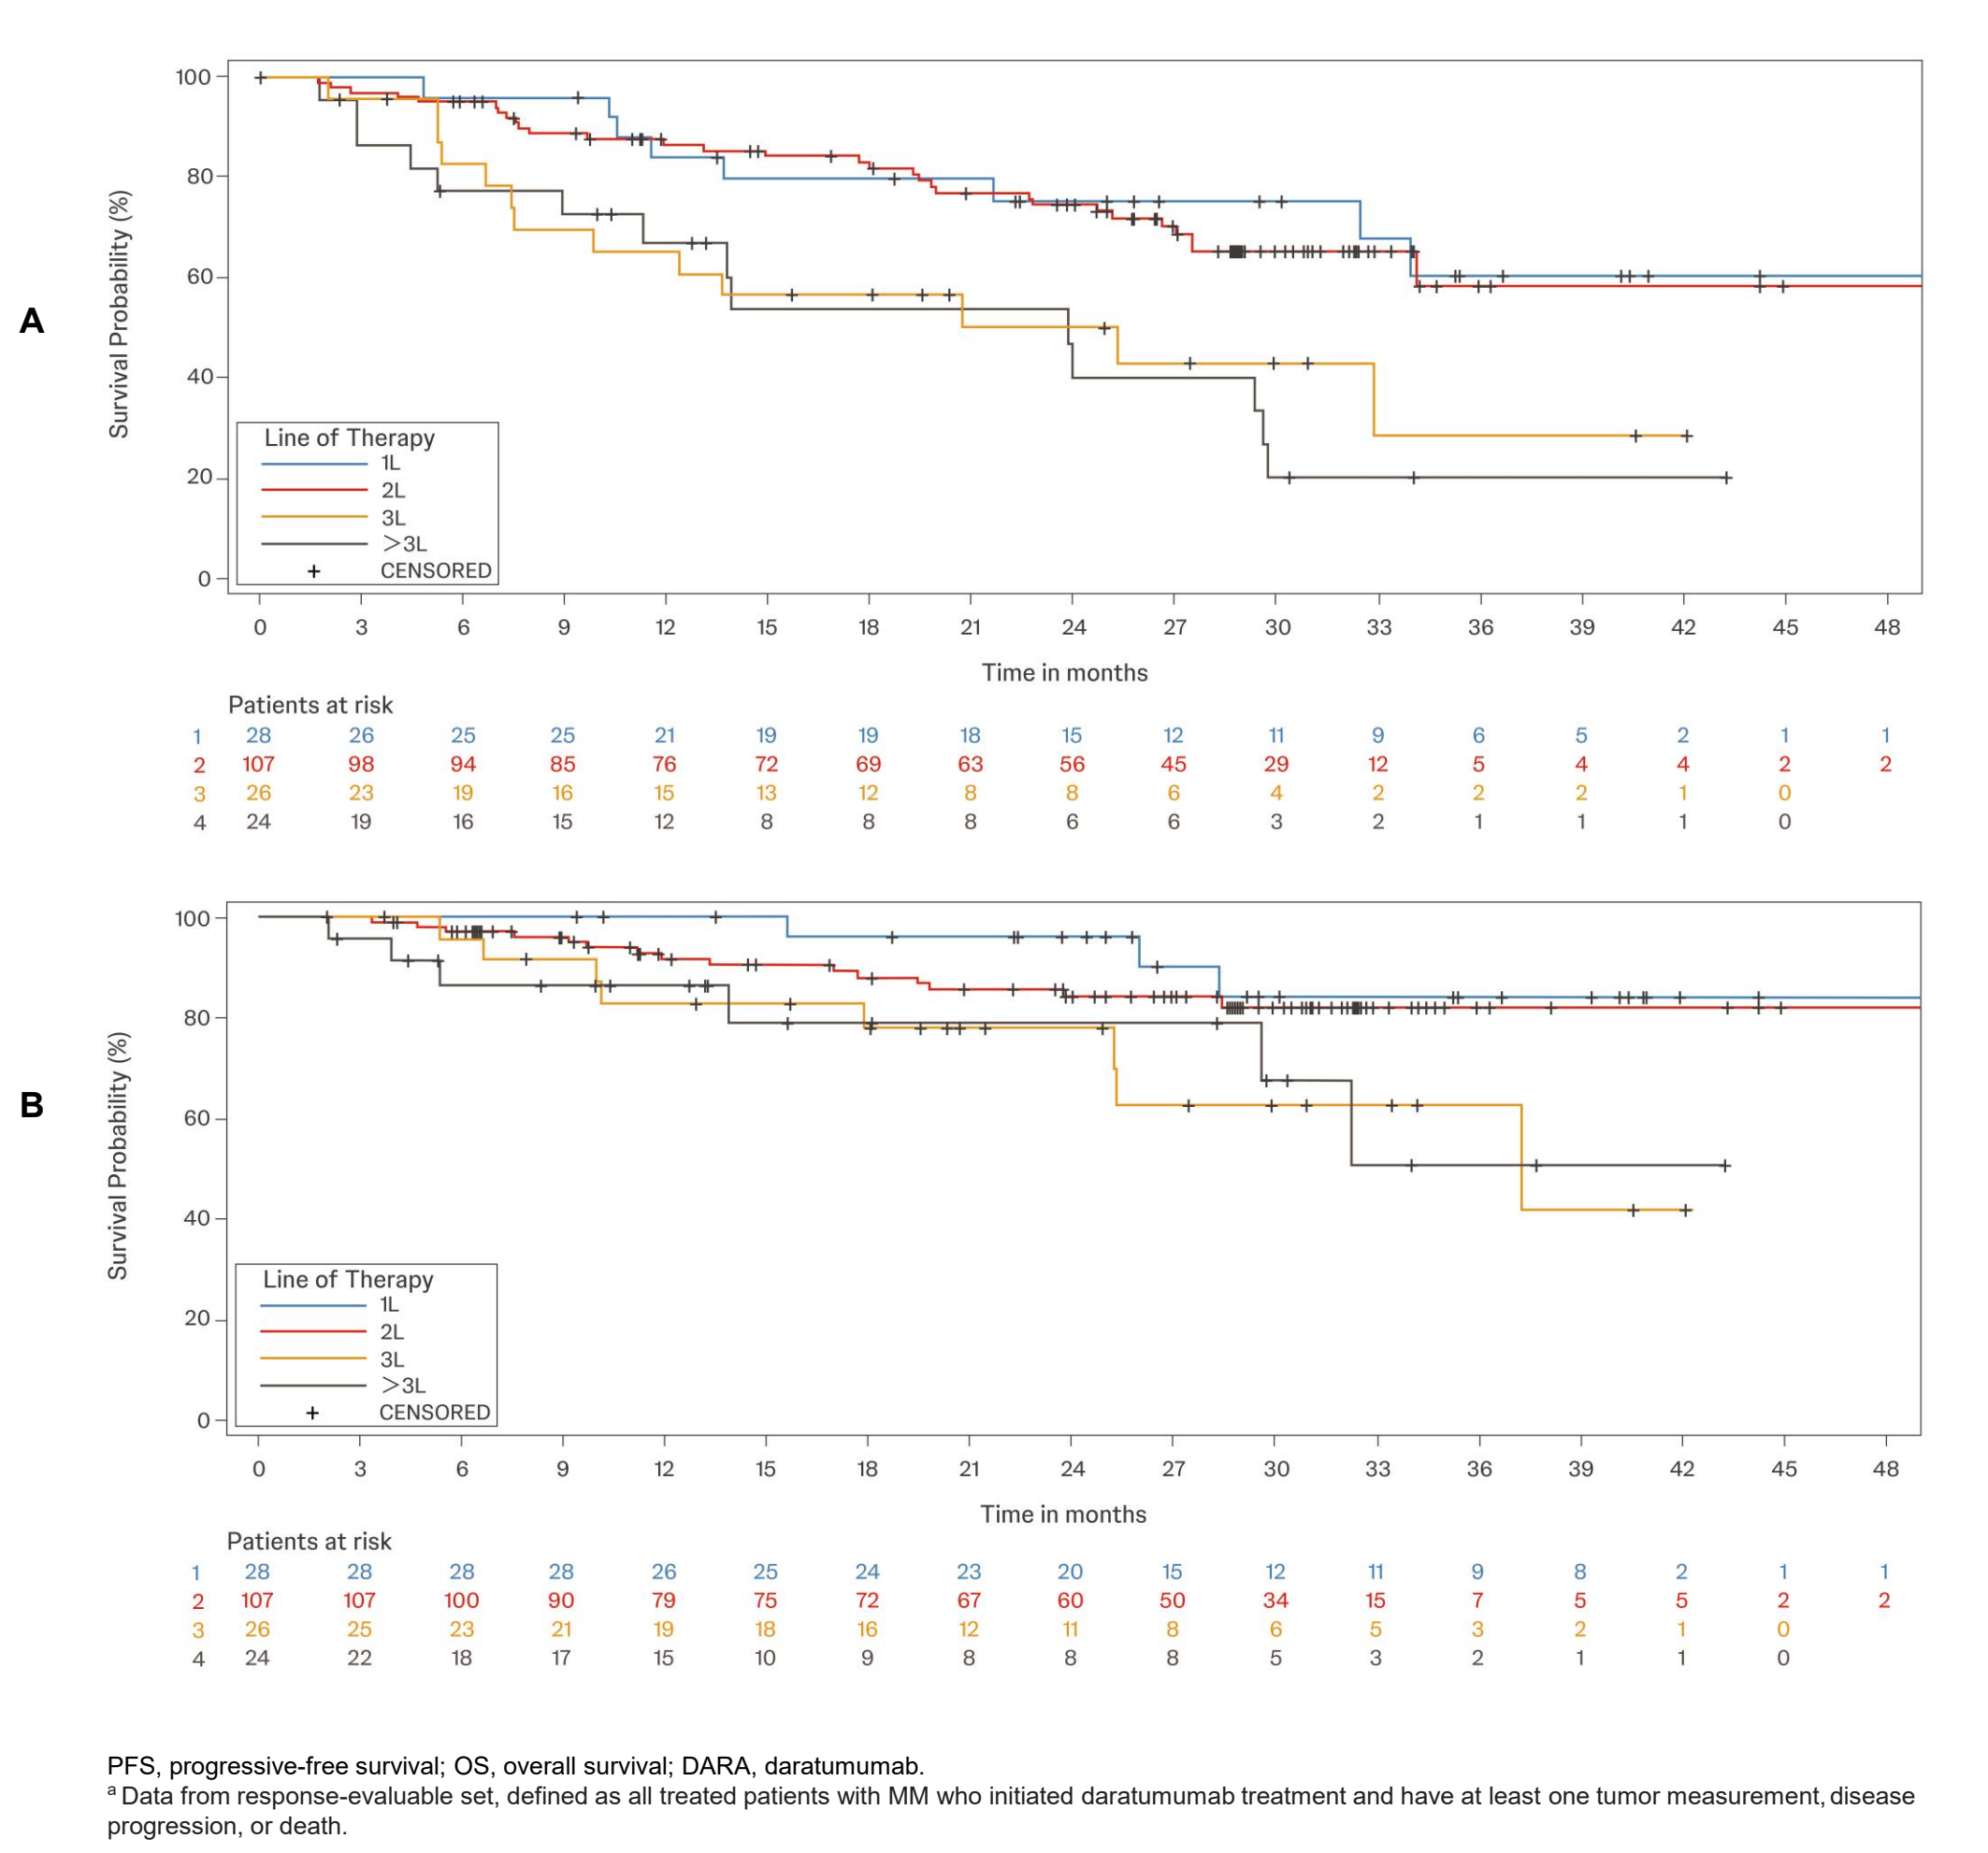 A
Survival Probability (%)
100
80
60
40
20
0
Line of Therapy
1L
2L
3L
>3L
+ CENSORED
0 3 6 9 12 15 18 21 24 27 30 33 36 39 42 45 48
Time in months
Patients at risk
1 28 26 25 25 21 19 19 18 15 12 11 9 6 5 2 1 1
2 107 98 94 85 76 72 69 63 56 45 29 12 5 4 4 2 2
3 26 23 19 16 15 13 12 8 8 6 4 2 2 2 1 0
4 24 19 16 15 12 8 8 8 6 6 3 2 1 1 1 0
B
Survival Probability (%)
100
80
60
40
20
0
Line of Therapy
1L
2L
3L
>3L
+ CENSORED
0 3 6 9 12 15 18 21 24 27 30 33 36 39 42 45 48
Time in months
Patients at risk
1 28 28 28 28 26 25 24 23 20 15 12 11 9 8 2 1 1
2 107 107 100 90 79 75 72 67 60 50 34 15 7 5 5 2 2
3 26 25 23 21 19 18 16 12 11 8 6 5 3 2 1 0
4 24 22 18 17 15 10 9 8 8 8 5 3 2 1 1 0
PFS, progressive-free survival; OS, overall survival; DARA, daratumumab.
a Data from response-evaluable set, defined as all treated patients with MM who initiated daratumumab treatment and have at least one tumor measurement, disease
progression, or death.